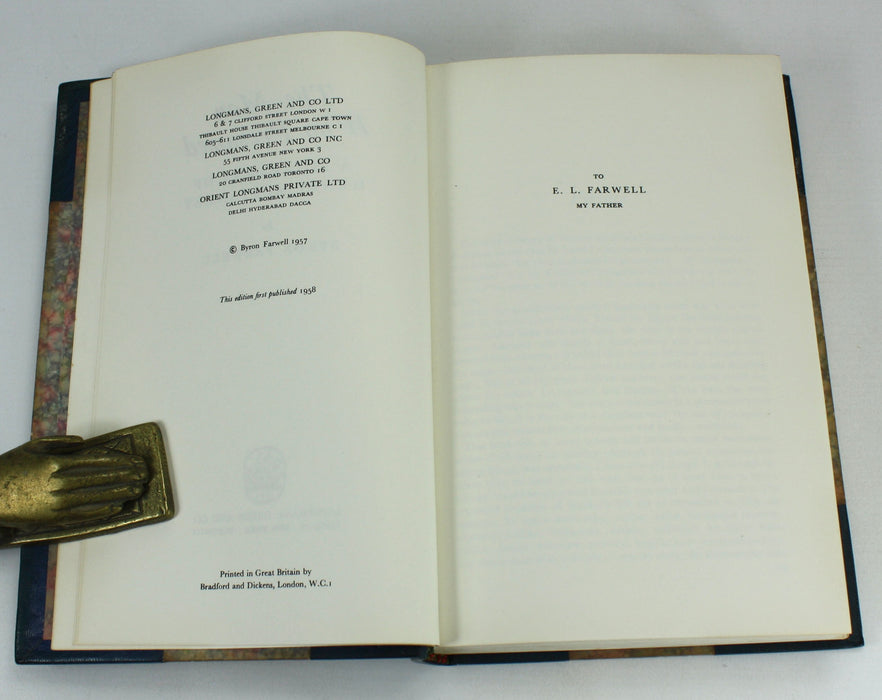 LONGMANS, GREEN AND CO LTD
6 & 7 CLIFFORD STREET LONDON W 1
THIBAULT HOUSE THIBAULT SQUARE CAPE TOWN
605-611 LONSDALE STREET MELBOURNE C 1
LONGMANS, GREEN AND CO INC
55 FIFTH AVENUE NEW YORK 3
LONGMANS, GREEN AND CO
20 CRANFIELD ROAD TORONTO 16
ORIENT LONGMANS PRIVATE LTD
CALCUTTA BOMBAY MADRAS
DELHI HYDERABAD DACCA
© Byron Farwell 1957
This edition first published 1958
Printed in Great Britain by
Bradford and Dickens, London, W.C.1
TO
E. L. FARWELL
MY FATHER